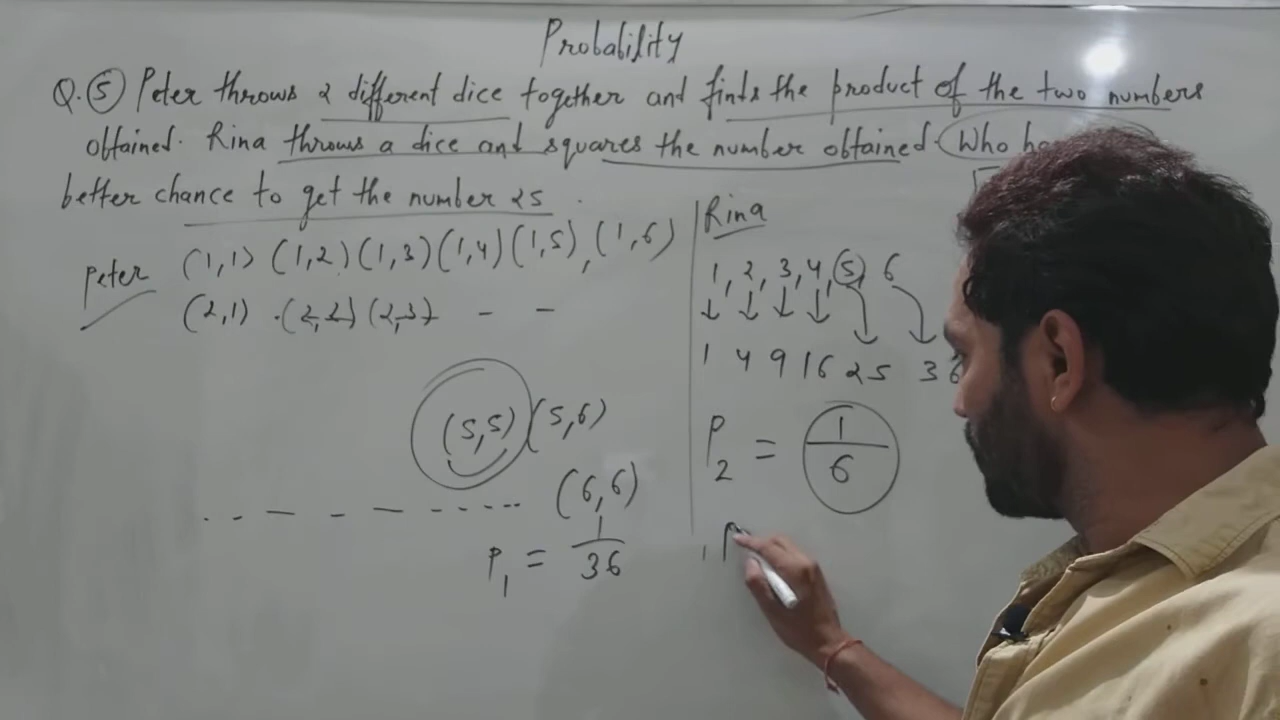 Probability
Q. 5 Peter throws 2 different dice together and finds the product of the two numbers
obtained. Rina throws a dice and squares the number obtained. Who
better chance to get the number 25.
Peter (1,1) (1,2) (1,3) (1,4) (1,5), (1,6)
(2,1) (2,2) (2,3) - -
(5,5) (5,6)
(6,6)
P1 = 1/36
Rina
1, 2, 3, 4, 5, 6
↓ ↓ ↓ ↓ ↓ ↓
1 4 9 16 25 36
P2 = 1/6